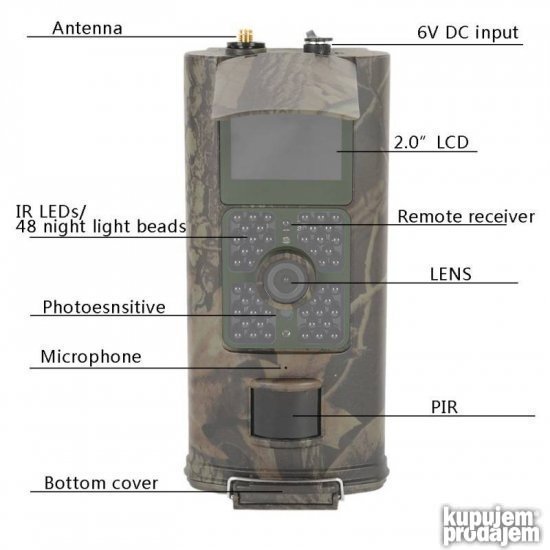 Antenna
6V DC input
2.0" LCD
IR LEDs/
48 night light beads
Remote receiver
LENS
Photoesnsitive
Microphone
PIR
Bottom cover
kupujem
prodajem